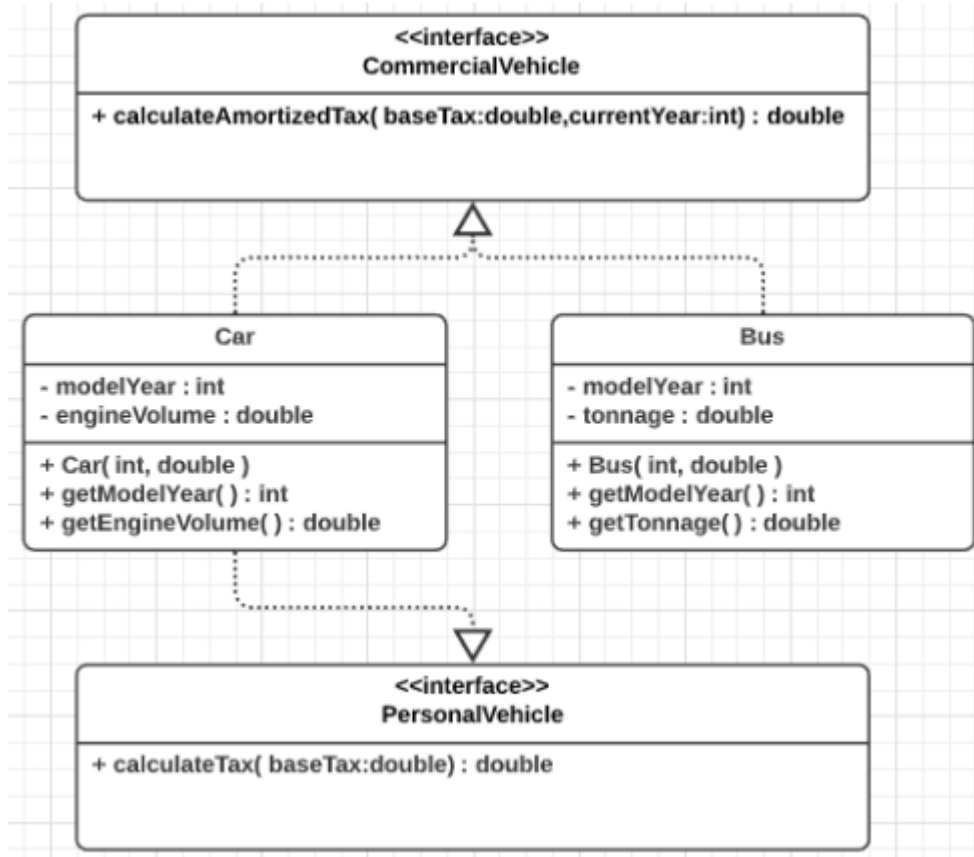 <<interface>>
CommercialVehicle
+ calculateAmortizedTax( baseTax:double,currentYear:int) : double
Car
- modelYear : int
- engineVolume : double
+ Car( int, double )
+ getModelYear( ) : int
+ getEngineVolume( ) : double
Bus
- modelYear : int
- tonnage : double
+ Bus( int, double )
+ getModelYear( ) : int
+ getTonnage( ) : double
<<interface>>
PersonalVehicle
+ calculateTax( baseTax:double) : double